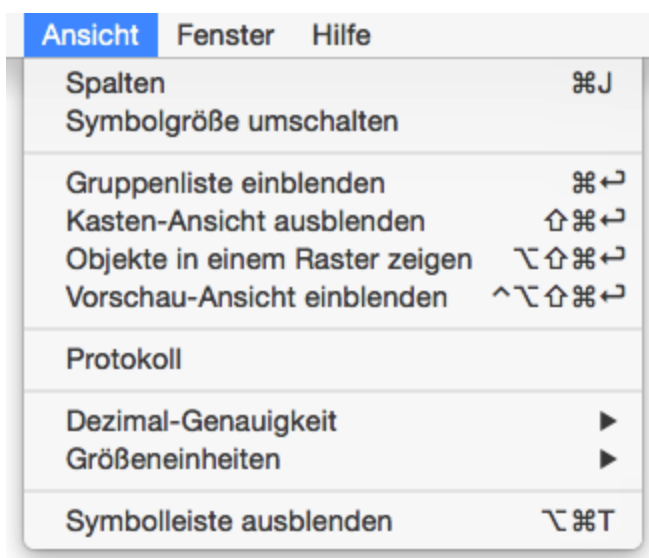 Ansicht Fenster Hilfe
Spalten ⌘J
Symbolgröße umschalten
Gruppenliste einblenden ⌘↩
Kasten-Ansicht ausblenden ⇧⌘↩
Objekte in einem Raster zeigen ⌥⇧⌘↩
Vorschau-Ansicht einblenden ^⌥⇧⌘↩
Protokoll
Dezimal-Genauigkeit ▶
Größeneinheiten ▶
Symbolleiste ausblenden ⌥⌘T